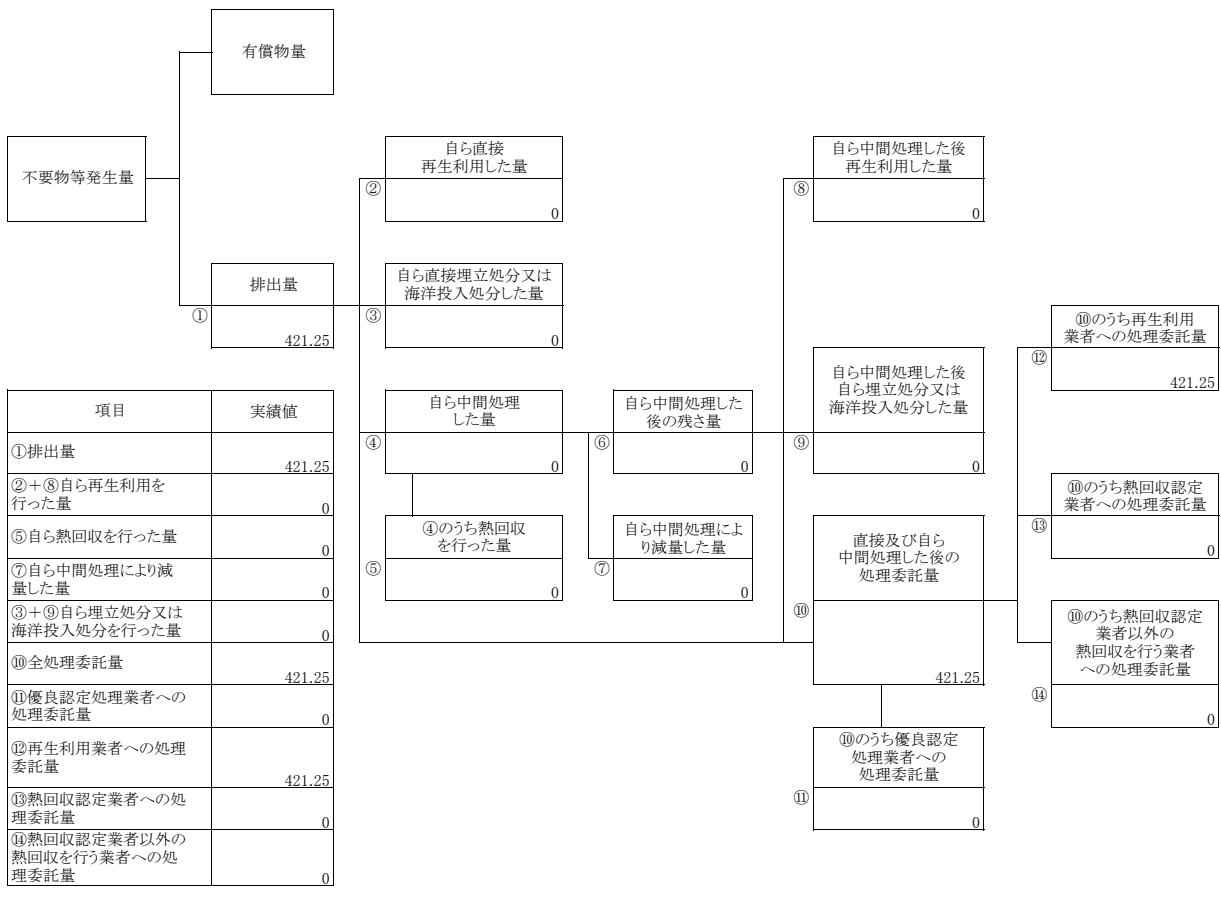 有償物量
不要物等発生量
排出量
①
421.25
自ら直接
再生利用した量
②
0
自ら直接埋立処分又は
海洋投入処分した量
③
0
自ら中間処理
した量
④
0
④のうち熱回収
を行った量
⑤
0
自ら中間処理した
後の残さ量
⑥
0
自ら中間処理によ
り減量した量
⑦
0
自ら中間処理した後
再生利用した量
⑧
0
自ら中間処理した後
自ら埋立処分又は
海洋投入処分した量
⑨
0
直接及び自ら
中間処理した後の
処理委託量
⑩
421.25
⑩のうち優良認定
処理業者への
処理委託量
⑪
0
⑩のうち再生利用
業者への処理委託量
⑫
421.25
⑩のうち熱回収認定
業者への処理委託量
⑬
0
⑩のうち熱回収認定
業者以外の
熱回収を行う業者
への処理委託量
⑭
0
項目 実績値
①排出量
421.25
②＋⑧自ら再生利用を
行った量
0
⑤自ら熱回収を行った量
0
⑦自ら中間処理により減
量した量
0
③＋⑨自ら埋立処分又は
海洋投入処分を行った量
0
⑩全処理委託量
421.25
⑪優良認定処理業者への
処理委託量
0
⑫再生利用業者への処理
委託量
421.25
⑬熱回収認定業者への処
理委託量
0
⑭熱回収認定業者以外の
熱回収を行う業者への処
理委託量
0